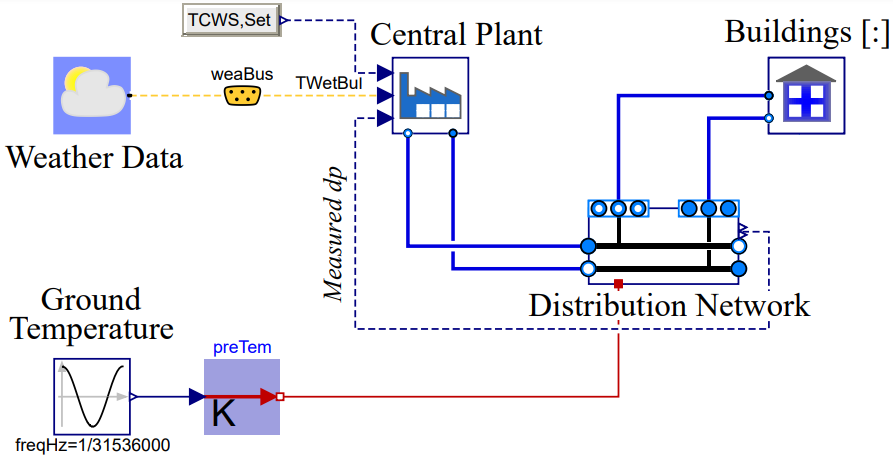 TCWS,Set
Central Plant
Buildings [:]
weaBus
TWetBul
Weather Data
Measured dp
Distribution Network
Ground
Temperature
preTem
K
freqHz=1/31536000